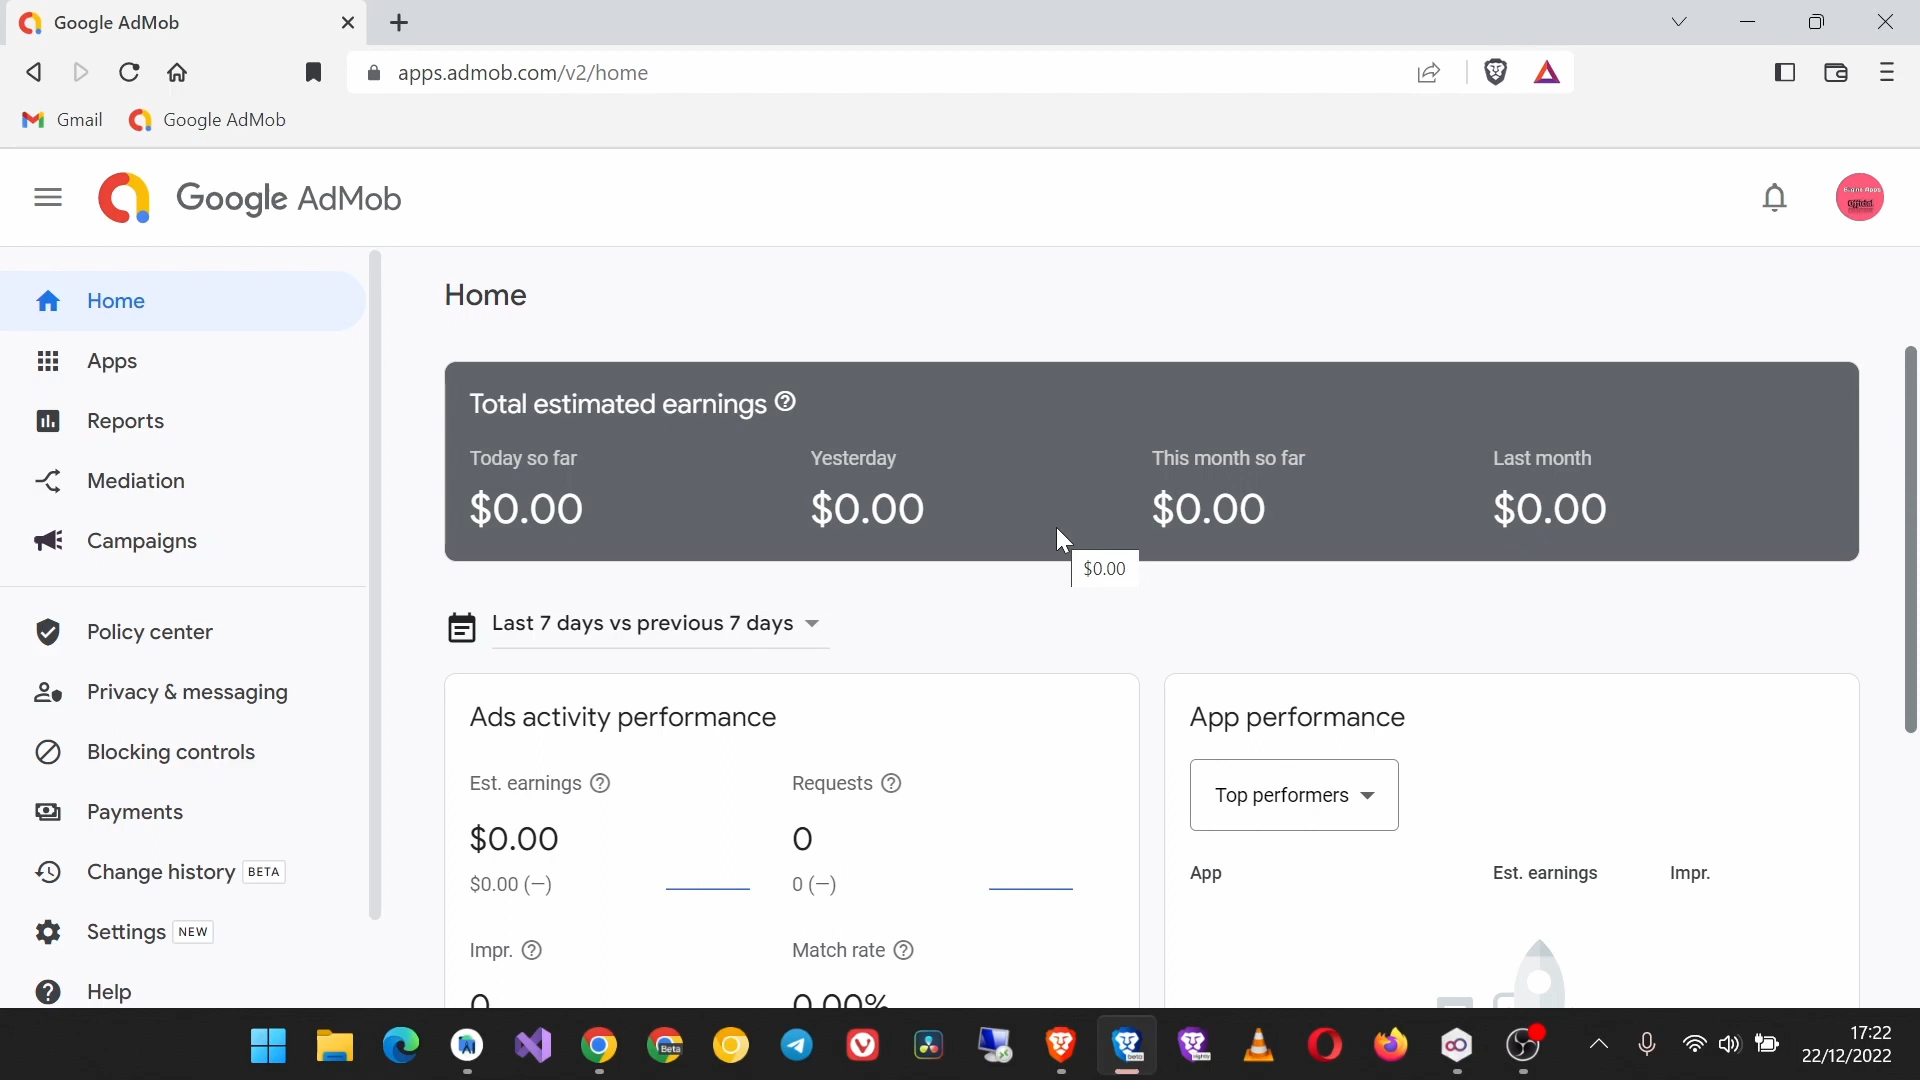 Google AdMob
apps.admob.com/v2/home
Gmail
Google AdMob
Google AdMob
Home
Apps
Reports
Mediation
Campaigns
Policy center
Privacy & messaging
Blocking controls
Payments
Change history BETA
Settings NEW
Help
Home
Total estimated earnings
Today so far
Yesterday
This month so far
Last month
$0.00
$0.00
$0.00
$0.00
$0.00
Last 7 days vs previous 7 days
Ads activity performance
Est. earnings
Requests
$0.00
0
$0.00 (—)
0 (—)
Impr.
Match rate
0
0.00%
App performance
Top performers
App
Est. earnings
Impr.
Beta
17:22
22/12/2022